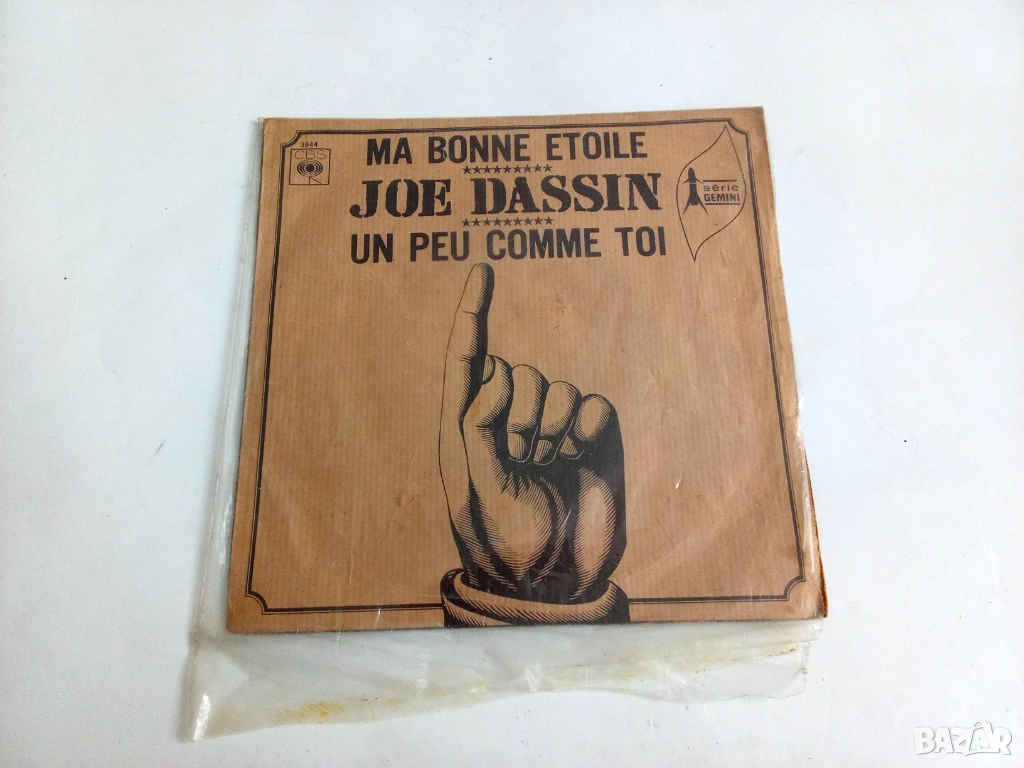 3844
CBS
MA BONNE ETOILE
★★★★★★★★★
JOE DASSIN
★★★★★★★★★
UN PEU COMME TOI
série
GEMINI
BAZAR